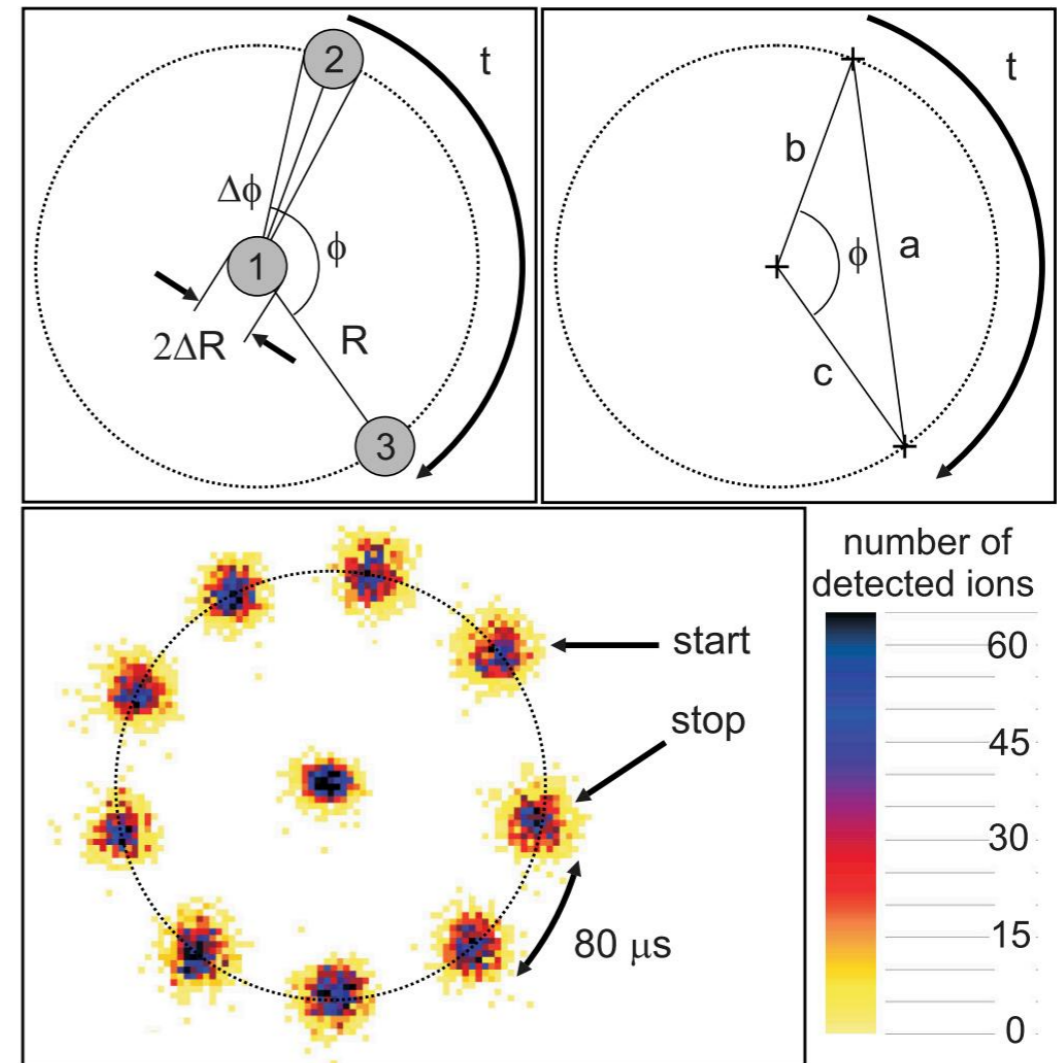 2
t
Δϕ
1
ϕ
2ΔR
R
3
t
b
ϕ
a
c
number of
detected ions
start
stop
80 μs
60
45
30
15
0